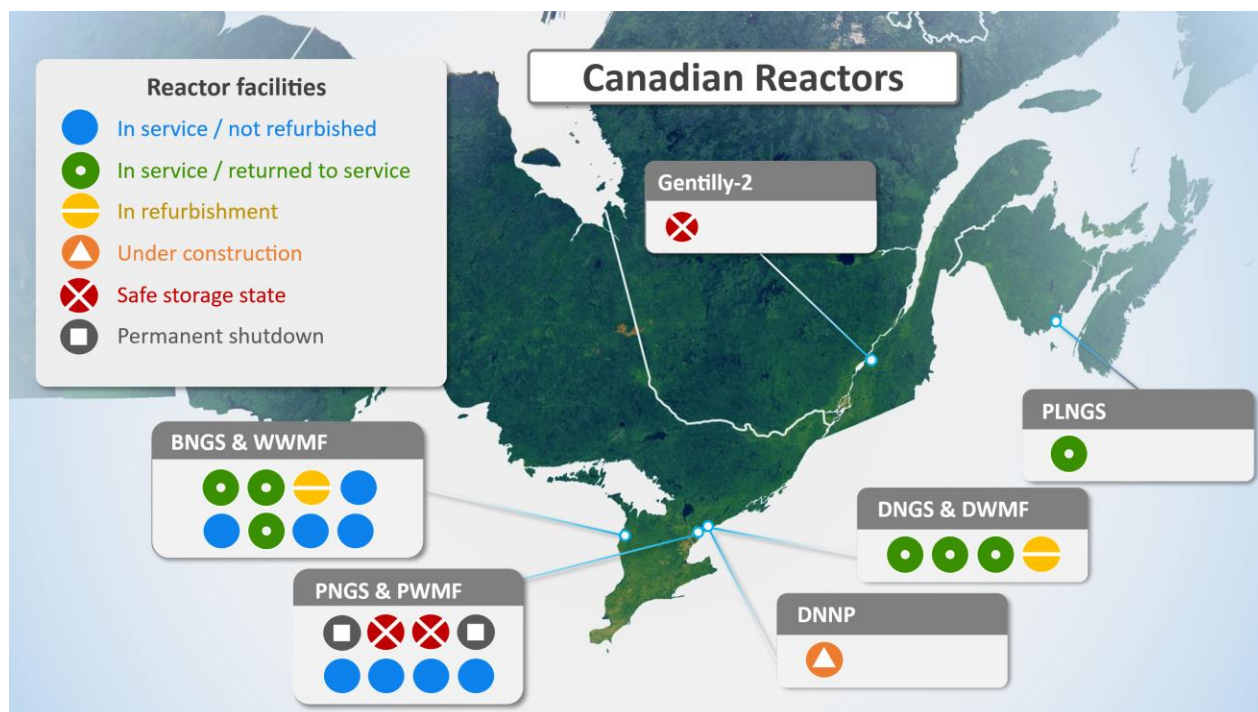 Canadian Reactors
Reactor facilities
In service / not refurbished
In service / returned to service
In refurbishment
Under construction
Safe storage state
Permanent shutdown
Gentilly-2
PLNGS
BNGS & WWMF
DNGS & DWMF
PNGS & PWMF
DNNP